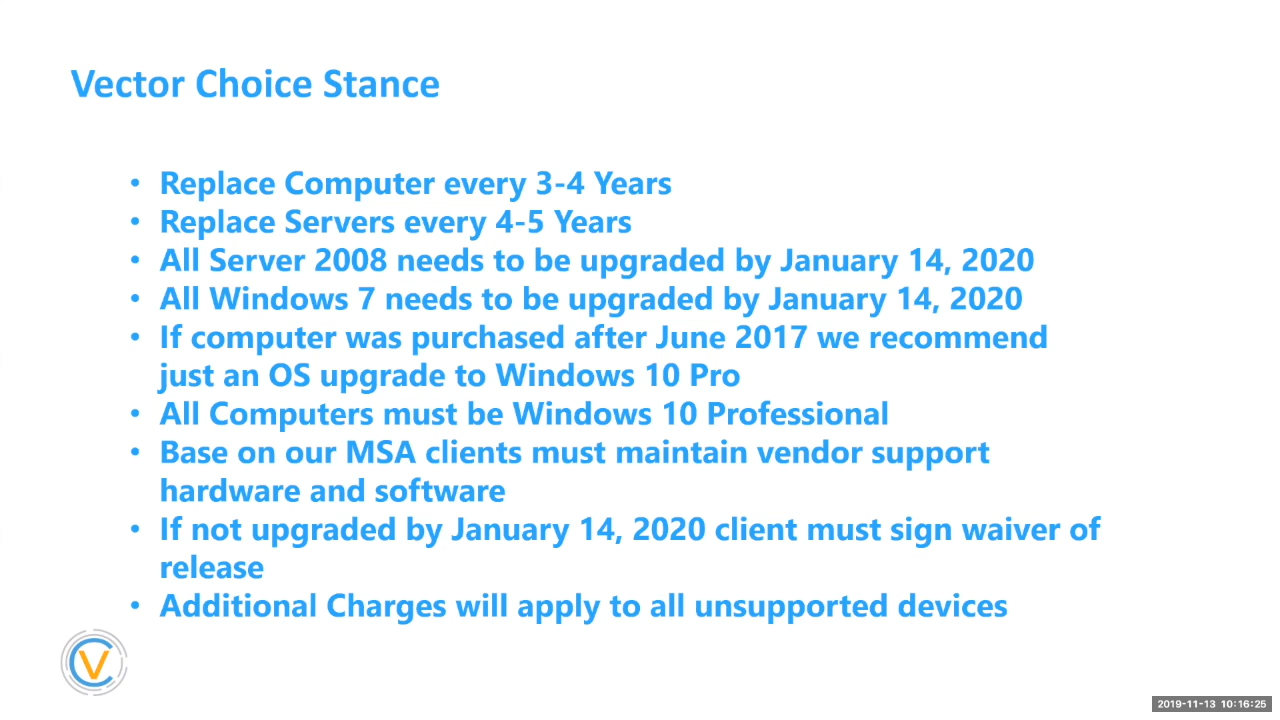 Vector Choice Stance
• Replace Computer every 3-4 Years
• Replace Servers every 4-5 Years
• All Server 2008 needs to be upgraded by January 14, 2020
• All Windows 7 needs to be upgraded by January 14, 2020
• If computer was purchased after June 2017 we recommend
just an OS upgrade to Windows 10 Pro
• All Computers must be Windows 10 Professional
• Base on our MSA clients must maintain vendor support
hardware and software
• If not upgraded by January 14, 2020 client must sign waiver of
release
• Additional Charges will apply to all unsupported devices
VC
2019-11-13 10:16:25